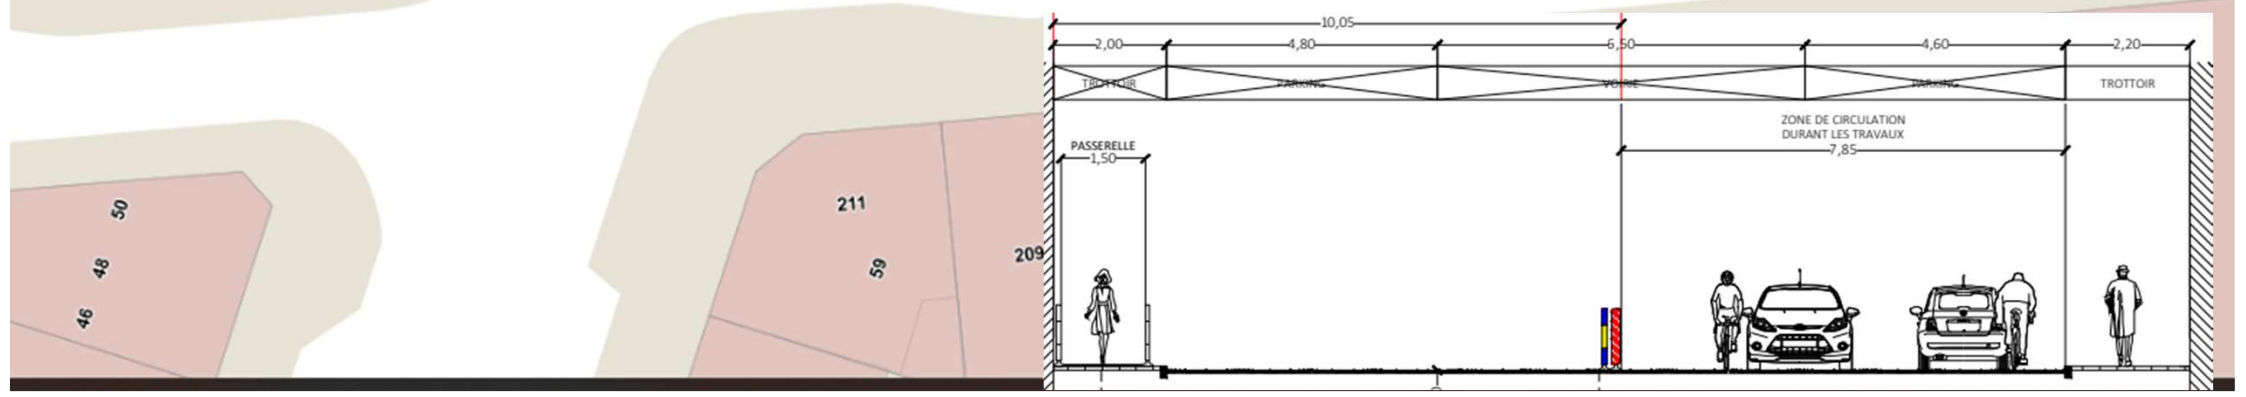 50
48
46
211
59
209
10,05
2,00 4,80 6,50 4,60 2,20
TROTTOIR PARKING VOIRIE PARKING TROTTOIR
ZONE DE CIRCULATION
DURANT LES TRAVAUX
7,85
PASSERELLE
1,50